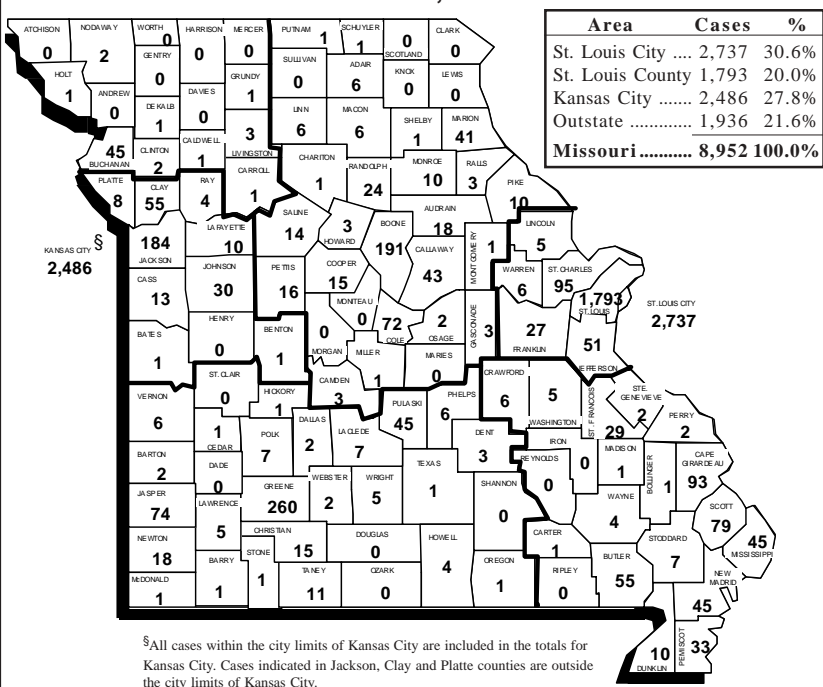 Area Cases % 
St. Louis City .... 2,737 30.6%
St. Louis County 1,793 20.0%
Kansas City ....... 2,486 27.8%
Outstate ............. 1,936 21.6%
Missouri........... 8,952 100.0%
ATCHISON
0
NODAWAY
2
WORTH
0
HARRISON
0
MERCER
0
PUTNAM
1
SCHUYLER
1
0
SCOTLAND
CLARK
0
HOLT
1
GENTRY
0
SULLIVAN
0
ADAIR
6
KNOX
0
LEWIS
0
ANDREW
0
DE KALB
1
DAVIES
0
GRUNDY
1
LINN
6
MACON
6
SHELBY
1
MARION
41
45
BUCHANAN
CLINTON
2
CALDWELL
1
3
LIVINGSTON
CHARITON
1
RANDOLPH
24
MONROE
10
RALLS
3
PIKE
10
PLATTE
8
CLAY
55
RAY
4
CARROLL
1
SALINE
14
3
HOWARD
BOONE
191
AUDRAIN
18
MONTGOMERY
1
LINCOLN
5
KANSAS CITY §
2,486
184
JACKSON
LA FAYETTE
10
COOPER
15
CALLAWAY
43
WARREN
6
ST. CHARLES
95
1,793
ST. LOUIS
ST. LOUIS CITY
2,737
CASS
13
JOHNSON
30
PETTIS
16
MONITEAU
0
72
COLE
2
OSAGE
GASCONADE
3
27
FRANKLIN
51
JEFFERSON
BATES
1
HENRY
0
BENTON
1
0
MORGAN
MILLER
1
MARIES
0
VERNON
6
ST. CLAIR
0
HICKORY
1
CAMDEN
3
PULASKI
45
PHELPS
6
CRAWFORD
6
5
WASHINGTON
ST. FRANCOIS
29
STE.
GENEVIEVE
2
PERRY
2
1
CEDAR
POLK
7
DALLAS
2
LA CLEDE
7
DENT
3
IRON
0
MADISON
1
BOLLINGER
1
CAPE
GIRARDEAU
93
BARTON
2
DADE
0
GREENE
260
WEBSTER
2
WRIGHT
5
TEXAS
1
SHANNON
0
REYNOLDS
0
WAYNE
4
SCOTT
79
45
MISSISSIPPI
JASPER
74
LAWRENCE
5
CHRISTIAN
15
DOUGLAS
0
HOWELL
4
CARTER
1
BUTLER
55
STODDARD
7
NEW
MADRID
45
NEWTON
18
BARRY
1
STONE
1
TANEY
11
OZARK
0
OREGON
1
RIPLEY
0
McDONALD
1
10
DUNKLIN
PEMISCOT
33
§All cases within the city limits of Kansas City are included in the totals for
Kansas City. Cases indicated in Jackson, Clay and Platte counties are outside
the city limits of Kansas City.